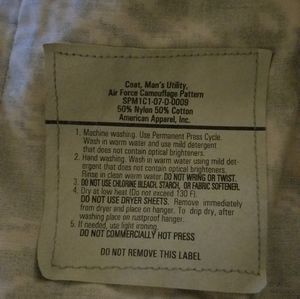 Coat, Man's Utility,
Air Force Camouflage Pattern
SPM1C1-07-D-0009
50% Nylon 50% Cotton
American Apparel, Inc.
1. Machine washing. Use Permanent Press Cycle.
Wash in warm water and use mild detergent
that does not contain optical brighteners.
2. Hand washing. Wash in warm water using mild det-
ergent that does not contain optical brighteners.
Rinse in clean warm water. DO NOT WRING OR TWIST.
3. DO NOT USE CHLORINE BLEACH, STARCH, OR FABRIC SOFTENER.
4. Dry at low heat (Do not exceed 130 F).
DO NOT USE DRYER SHEETS. Remove immediately
from dryer and place on hanger. To drip dry, after
washing place on rustproof hanger.
5. If needed, use light ironing.
DO NOT COMMERCIALLY HOT PRESS
DO NOT REMOVE THIS LABEL